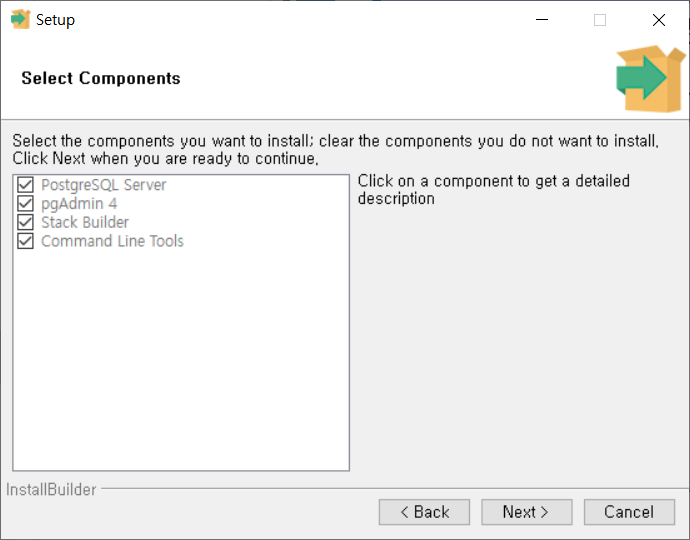 Setup
Select Components
Select the components you want to install; clear the components you do not want to install.
Click Next when you are ready to continue.
PostgreSQL Server
pgAdmin 4
Stack Builder
Command Line Tools
Click on a component to get a detailed
description
InstallBuilder
< Back
Next >
Cancel